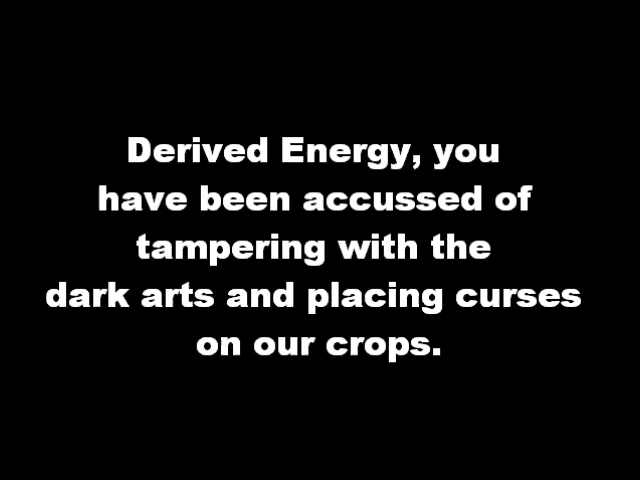 Derived Energy, you
have been accussed of
tampering with the
dark arts and placing curses
on our crops.